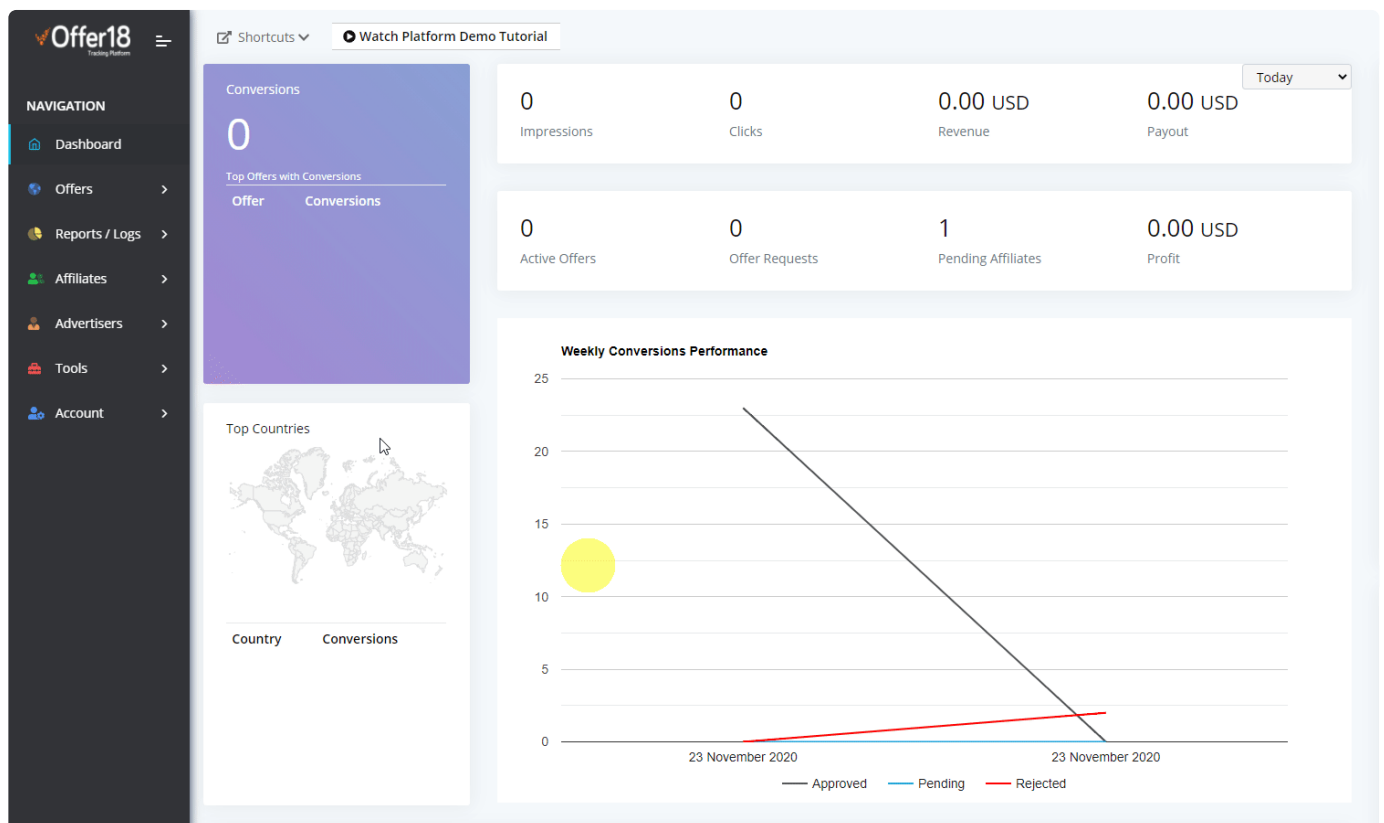 Offer18
Tracking Platform
NAVIGATION
Dashboard
Offers
Reports / Logs
Affiliates
Advertisers
Tools
Account
Shortcuts
Watch Platform Demo Tutorial
Conversions
0
Top Offers with Conversions
Offer Conversions
Today
0 0 0.00 USD 0.00 USD
Impressions Clicks Revenue Payout
0 0 1 0.00 USD
Active Offers Offer Requests Pending Affiliates Profit
Top Countries
Country Conversions
Weekly Conversions Performance
25
20
15
10
5
0
23 November 2020 23 November 2020
Approved Pending Rejected